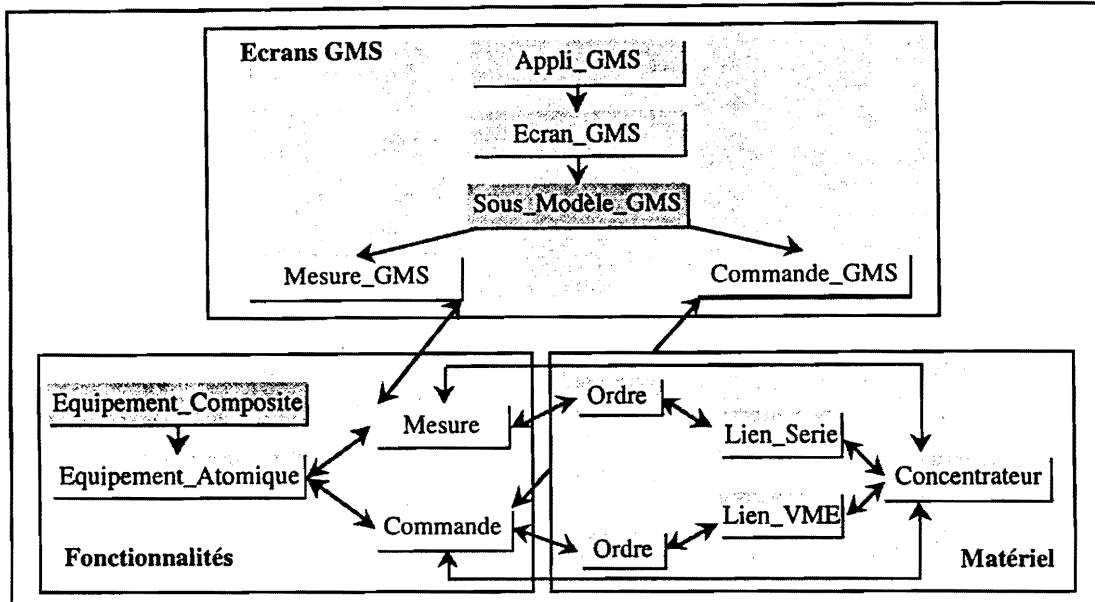 Ecrans GMS
Appli_GMS
Ecran_GMS
Sous_Modèle_GMS
Mesure_GMS
Commande_GMS
Equipement_Composite
Mesure
Equipement_Atomique
Commande
Fonctionnalités
Ordre
Lien_Serie
Concentrateur
Lien_VME
Ordre
Matériel